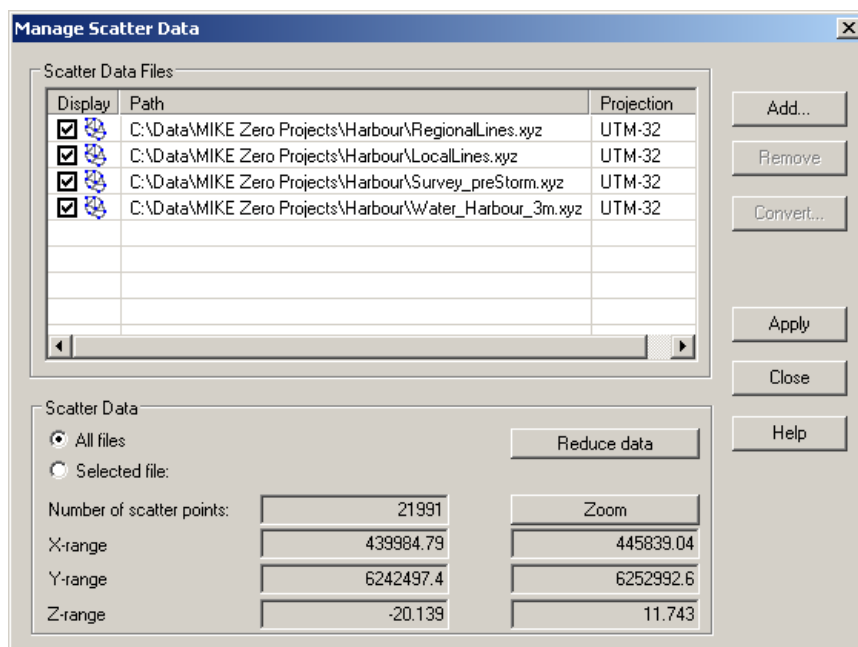 Manage Scatter Data
Scatter Data Files
Display Path Projection
C:\Data\MIKE Zero Projects\Harbour\RegionalLines.xyz UTM-32
C:\Data\MIKE Zero Projects\Harbour\LocalLines.xyz UTM-32
C:\Data\MIKE Zero Projects\Harbour\Survey_preStorm.xyz UTM-32
C:\Data\MIKE Zero Projects\Harbour\Water_Harbour_3m.xyz UTM-32
Add...
Remove
Convert...
Apply
Close
Help
Scatter Data
All files
Reduce data
Selected file:
Number of scatter points: 21991 Zoom
X-range 439984.79 445839.04
Y-range 6242497.4 6252992.6
Z-range -20.139 11.743